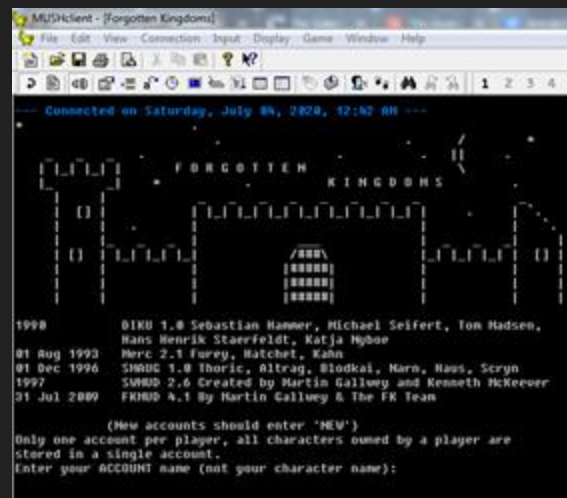 MUSHclient - [Forgotten Kingdoms]
File Edit View Connection Input Display Game Window Help
1 2 3 4
--- Connected on Saturday, July 04, 2020, 12:42 AM ---
FORGOTTEN
KINGDOMS
1990 DIKU 1.0 Sebastian Hammer, Michael Seifert, Tom Madsen,
Hans Henrik Staerfeldt, Katja Nyboe
01 Aug 1993 Merc 2.1 Furey, Hatchet, Kahn
01 Dec 1996 SMAUG 1.0 Thoric, Altrag, Blodkai, Narn, Haus, Scryn
1997 SWMUD 2.6 Created by Martin Gallwey and Kenneth McKeever
31 Jul 2009 FKMUD 4.1 By Martin Gallwey & The FK Team
(New accounts should enter 'NEW')
Only one account per player, all characters owned by a player are
stored in a single account.
Enter your ACCOUNT name (not your character name):